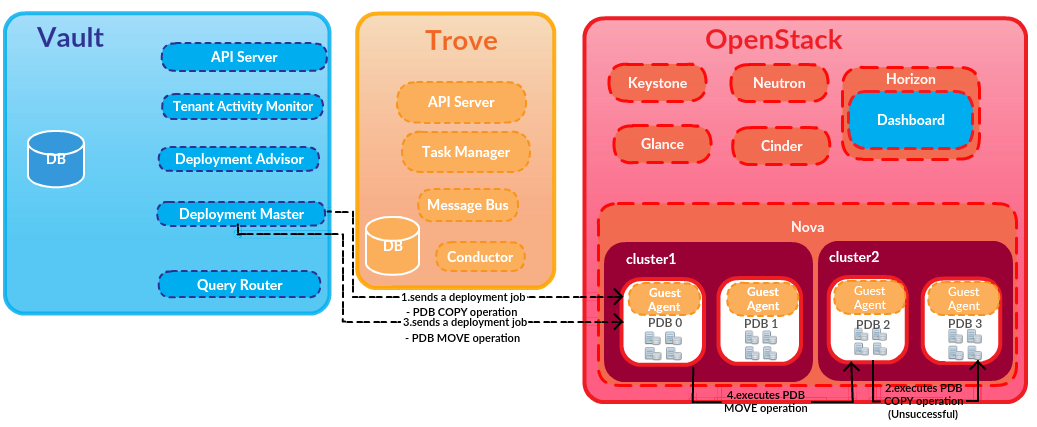 Vault
API Server
Tenant Activity Monitor
DB
Deployment Advisor
Deployment Master
Query Router
Trove
API Server
Task Manager
Message Bus
DB
Conductor
OpenStack
Keystone
Neutron
Horizon
Dashboard
Glance
Cinder
Nova
cluster1
Guest
Agent
PDB 0
Guest
Agent
PDB 1
cluster2
Guest
Agent
PDB 2
Guest
Agent
PDB 3
1.sends a deployment job
- PDB COPY operation
3.sends a deployment job
- PDB MOVE operation
4.executes PDB
MOVE operation
2.executes PDB
COPY operation
(Unsuccessful)